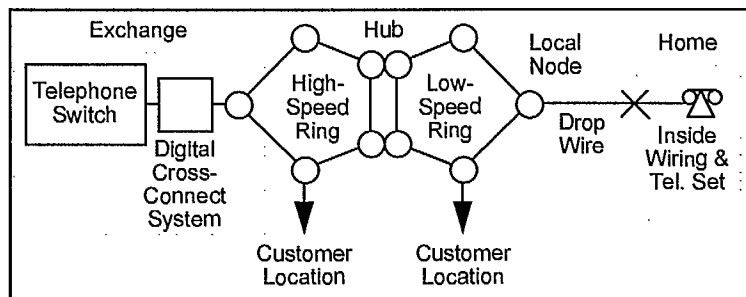 Exchange
Hub
Local
Node
Home
Telephone
Switch
High-
Speed
Ring
Low-
Speed
Ring
Drop
Wire
Digital
Cross-
Connect
System
Inside
Wiring &
Tel. Set
Customer
Location
Customer
Location